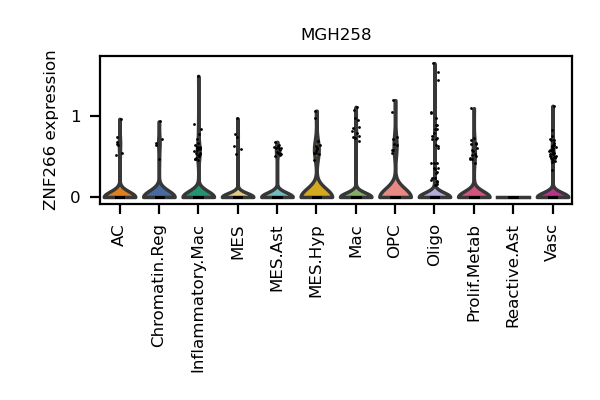 MGH258
ZNF266 expression
1
0
AC
Chromatin.Reg
Inflammatory.Mac
MES
MES.Ast
MES.Hyp
Mac
OPC
Oligo
Prolif.Metab
Reactive.Ast
Vasc